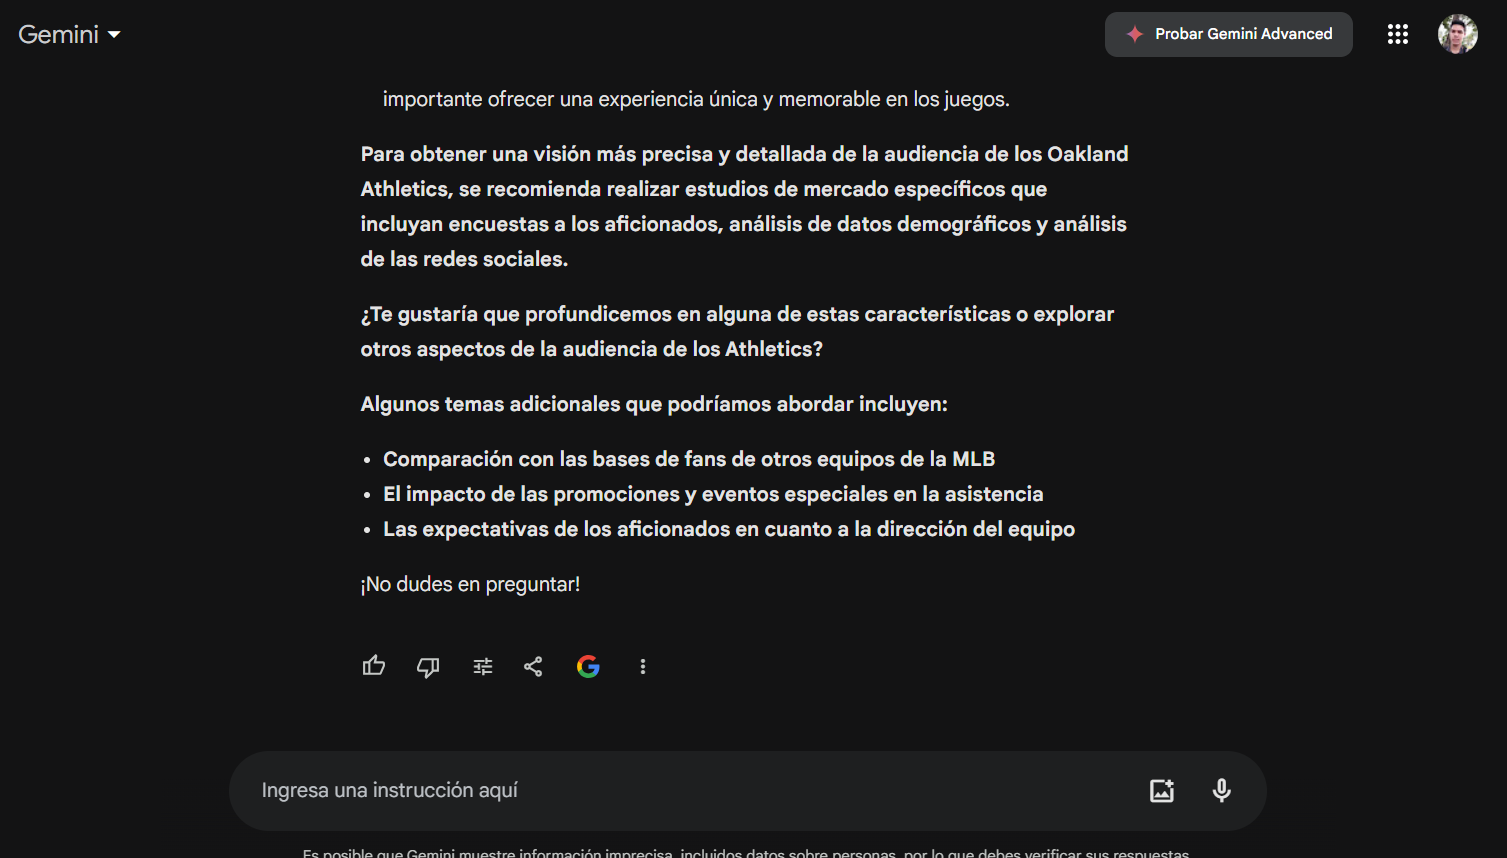 Gemini
Probar Gemini Advanced
importante ofrecer una experiencia única y memorable en los juegos.
Para obtener una visión más precisa y detallada de la audiencia de los Oakland
Athletics, se recomienda realizar estudios de mercado específicos que
incluyan encuestas a los aficionados, análisis de datos demográficos y análisis
de las redes sociales.
¿Te gustaría que profundicemos en alguna de estas características o explorar
otros aspectos de la audiencia de los Athletics?
Algunos temas adicionales que podríamos abordar incluyen:
• Comparación con las bases de fans de otros equipos de la MLB
• El impacto de las promociones y eventos especiales en la asistencia
• Las expectativas de los aficionados en cuanto a la dirección del equipo
¡No dudes en preguntar!
Ingresa una instrucción aquí
Es posible que Gemini muestre información imprecisa, incluidos datos sobre personas, por lo que debes verificar sus respuestas.